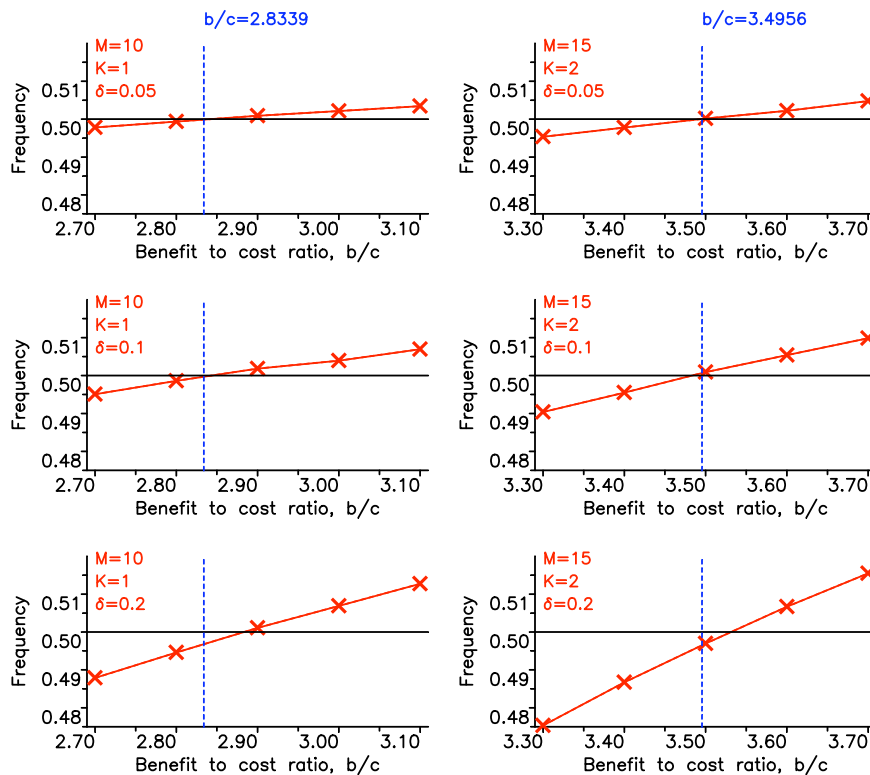 b/c=2.8339
M=10
K=1
δ=0.05
Frequency
0.51
0.50
0.49
0.48
2.70 2.80 2.90 3.00 3.10
Benefit to cost ratio, b/c
b/c=3.4956
M=15
K=2
δ=0.05
Frequency
0.51
0.50
0.49
0.48
3.30 3.40 3.50 3.60 3.70
Benefit to cost ratio, b/c
M=10
K=1
δ=0.1
Frequency
0.51
0.50
0.49
0.48
2.70 2.80 2.90 3.00 3.10
Benefit to cost ratio, b/c
M=15
K=2
δ=0.1
Frequency
0.51
0.50
0.49
0.48
3.30 3.40 3.50 3.60 3.70
Benefit to cost ratio, b/c
M=10
K=1
δ=0.2
Frequency
0.51
0.50
0.49
0.48
2.70 2.80 2.90 3.00 3.10
Benefit to cost ratio, b/c
M=15
K=2
δ=0.2
Frequency
0.51
0.50
0.49
0.48
3.30 3.40 3.50 3.60 3.70
Benefit to cost ratio, b/c